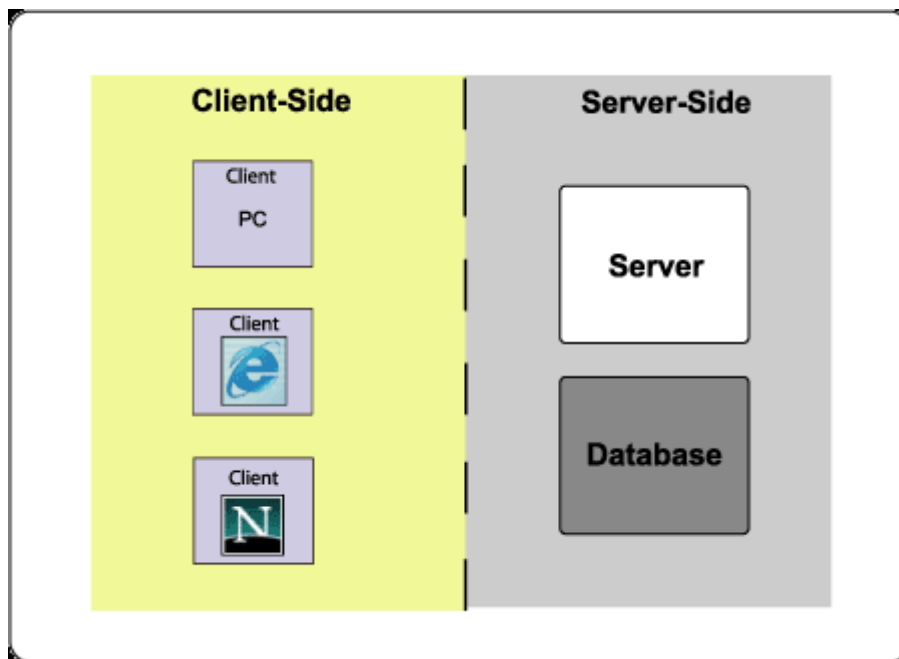 Client-Side
Client
PC
Client
e
Client
N
Server-Side
Server
Database